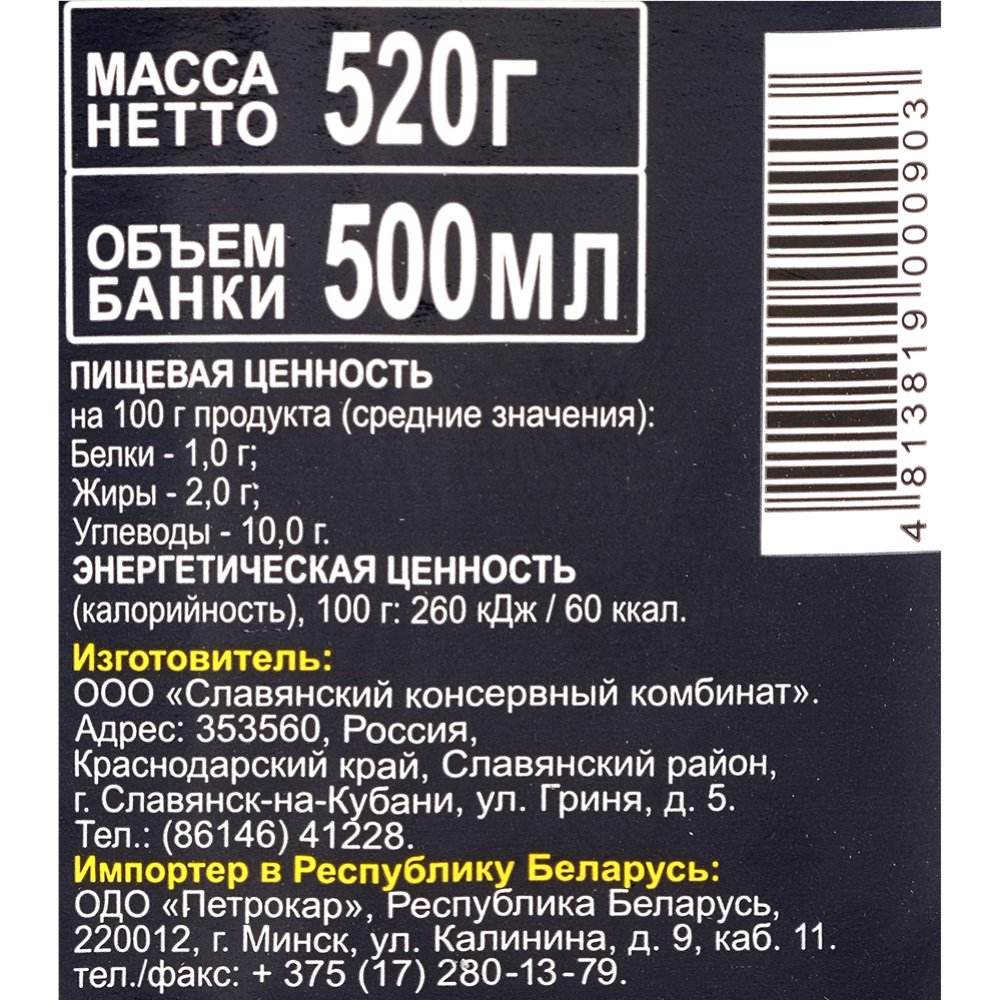 МАССА
НЕТТО 520г
ОБЪЕМ
БАНКИ 500мл
ПИЩЕВАЯ ЦЕННОСТЬ
на 100 г продукта (средние значения):
Белки - 1,0 г;
Жиры - 2,0 г;
Углеводы - 10,0 г.
ЭНЕРГЕТИЧЕСКАЯ ЦЕННОСТЬ
(калорийность), 100 г: 260 кДж / 60 ккал.
Изготовитель:
ООО «Славянский консервный комбинат».
Адрес: 353560, Россия,
Краснодарский край, Славянский район,
г. Славянск-на-Кубани, ул. Гриня, д. 5.
Тел.: (86146) 41228.
Импортер в Республику Беларусь:
ОДО «Петрокар», Республика Беларусь,
220012, г. Минск, ул. Калинина, д. 9, каб. 11.
тел./факс: + 375 (17) 280-13-79.
4 813819 000903